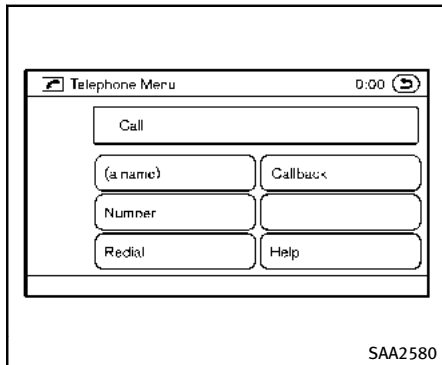 Telephone Menu 0:00
Call
(a name) Callback
Number
Redial Help
SAA2580